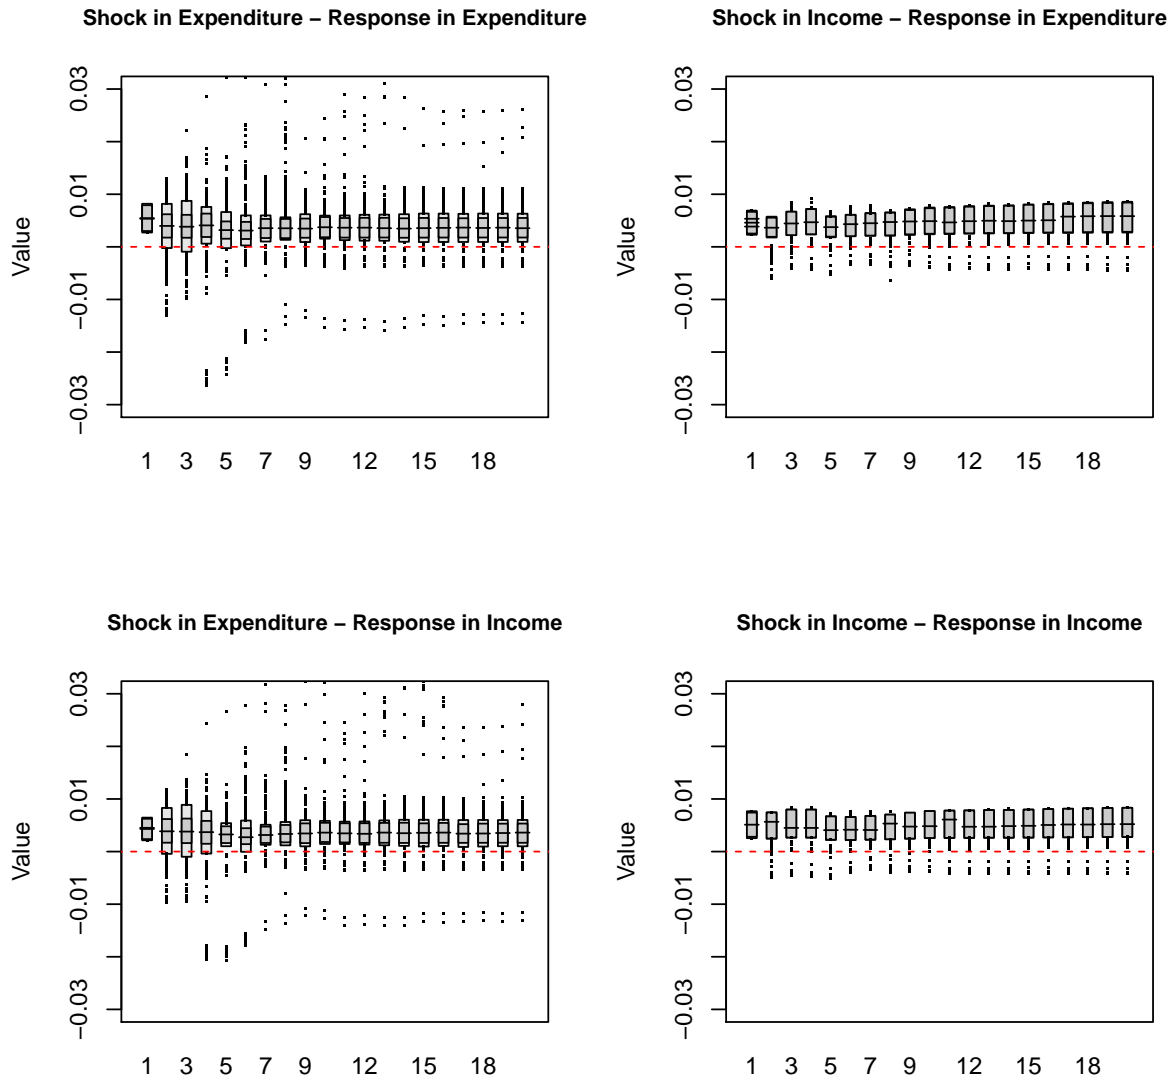 Shock in Expenditure – Response in Expenditure
Value
0.03
0.01
−0.01
−0.03
1 3 5 7 9 12 15 18
Shock in Income – Response in Expenditure
Value
0.03
0.01
−0.01
−0.03
1 3 5 7 9 12 15 18
Shock in Expenditure – Response in Income
Value
0.03
0.01
−0.01
−0.03
1 3 5 7 9 12 15 18
Shock in Income – Response in Income
Value
0.03
0.01
−0.01
−0.03
1 3 5 7 9 12 15 18